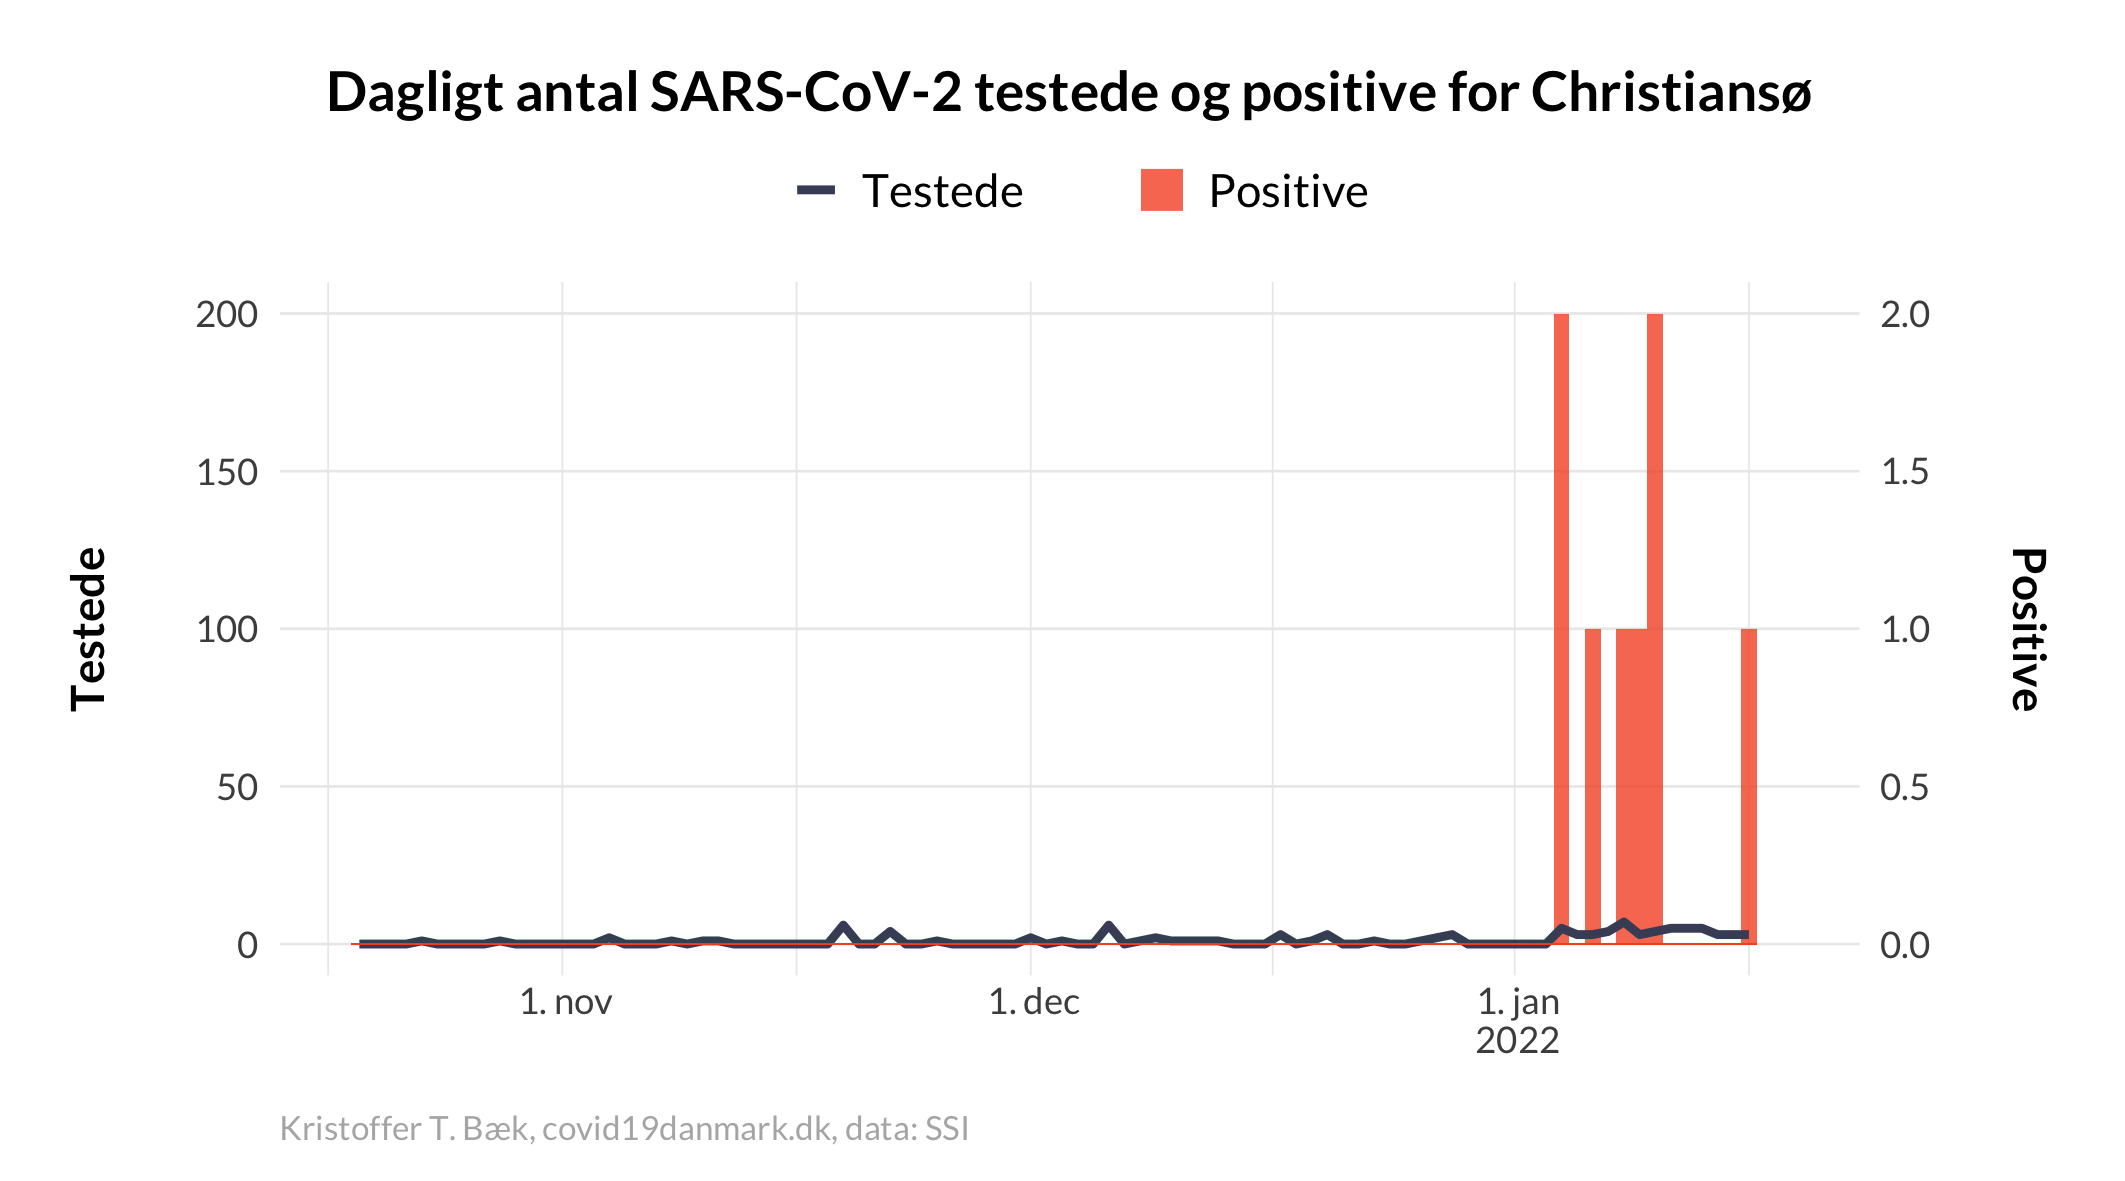 Dagligt antal SARS-CoV-2 testede og positive for Christiansø
Testede
Positive
200
150
100
50
0
Testede
2.0
1.5
1.0
0.5
0.0
Positive
1. nov
1. dec
1. jan
2022
Kristoffer T. Bæk, covid19danmark.dk, data: SSI